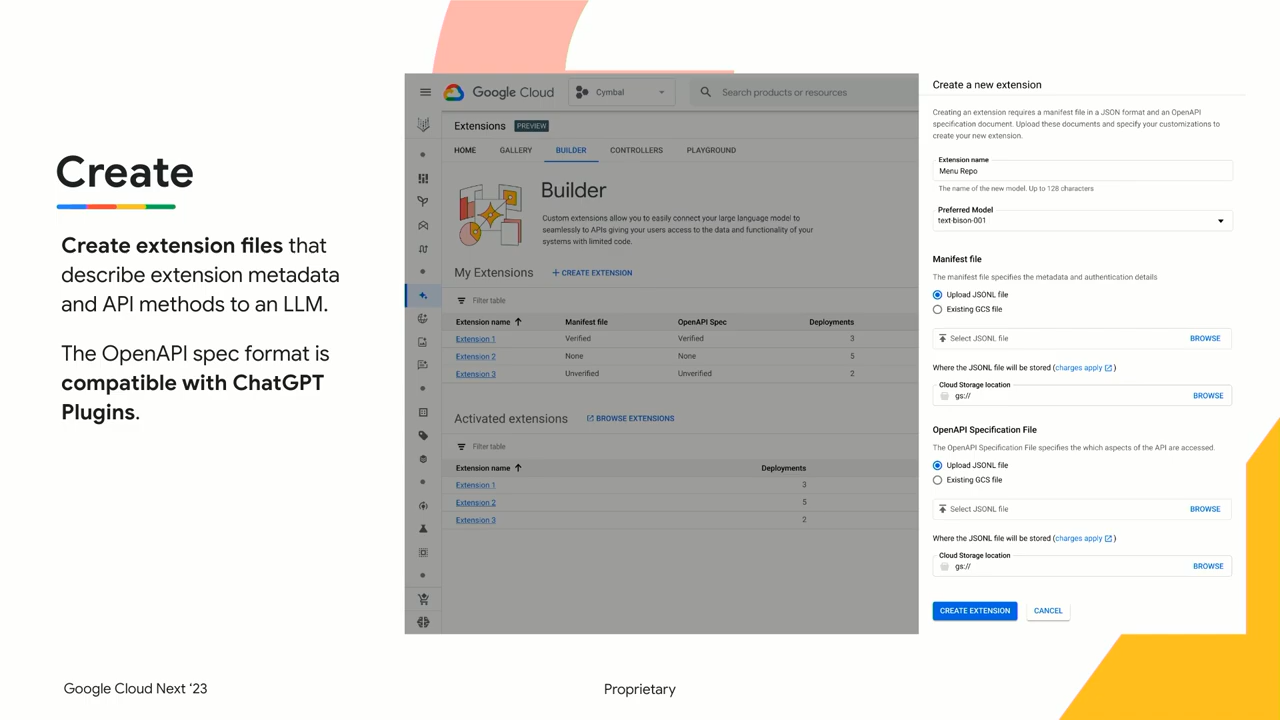 Create
Create extension files that
describe extension metadata
and API methods to an LLM.
The OpenAPI spec format is
compatible with ChatGPT
Plugins.
Google Cloud
Cymbal
Search products or resources
Extensions PREVIEW
HOME GALLERY BUILDER CONTROLLERS PLAYGROUND
Builder
Custom extensions allow you to easily connect your large language model to
seamlessly to APIs giving your users access to the data and functionality of your
systems with limited code.
My Extensions + CREATE EXTENSION
Filter table
Extension name ↑ Manifest file OpenAPI Spec Deployments
Extension 1 Verified Verified 3
Extension 2 None None 5
Extension 3 Unverified Unverified 2
Activated extensions BROWSE EXTENSIONS
Filter table
Extension name ↑ Deployments
Extension 1 3
Extension 2 5
Extension 3 2
Create a new extension
Creating an extension requires a manifest file in a JSON format and an OpenAPI
specification document. Upload these documents and specify your customizations to
create your new extension.
Extension name
Menu Repo
The name of the new model. Up to 128 characters
Preferred Model
text-bison-001
Manifest file
The manifest file specifies the metadata and authentication details
Upload JSONL file
Existing GCS file
Select JSONL file BROWSE
Where the JSONL file will be stored (charges apply)
Cloud Storage location
gs:// BROWSE
OpenAPI Specification File
The OpenAPI Specification File specifies the which aspects of the API are accessed.
Upload JSONL file
Existing GCS file
Select JSONL file BROWSE
Where the JSONL file will be stored (charges apply)
Cloud Storage location
gs:// BROWSE
CREATE EXTENSION CANCEL
Google Cloud Next ‘23
Proprietary